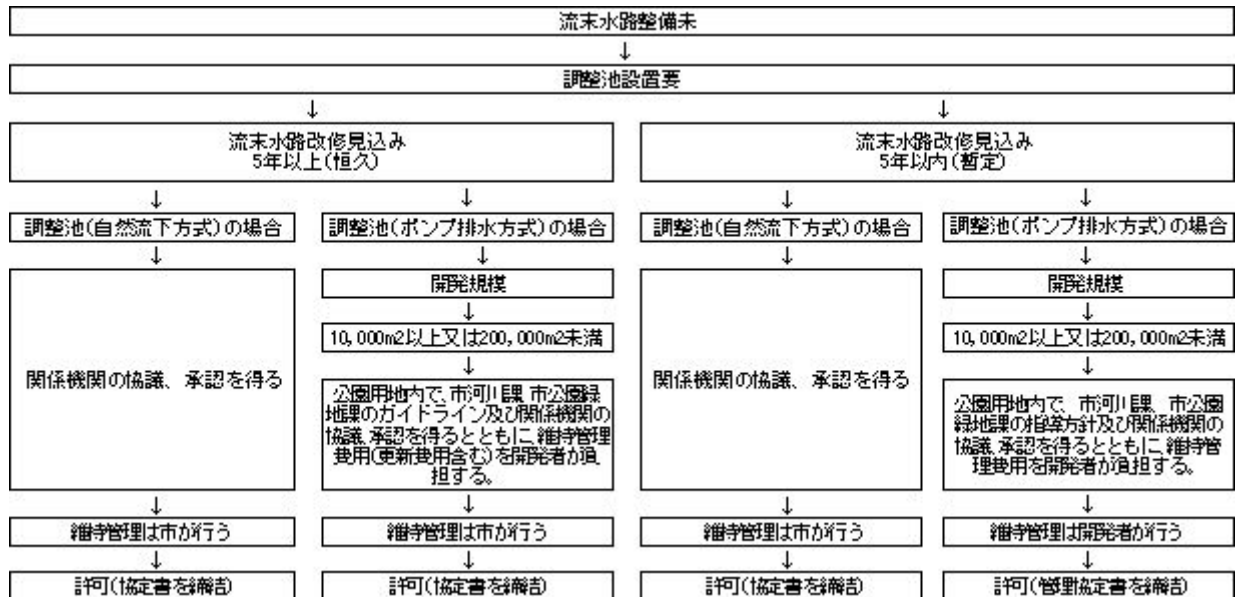 流末水路整備未
↓
調整池設置要
↓ ↓
流末水路改修見込み
5年以上(恒久)
流末水路改修見込み
5年以内(暫定)
↓ ↓ ↓ ↓
調整池(自然流下方式)の場合
調整池(ポンプ排水方式)の場合
調整池(自然流下方式)の場合
調整池(ポンプ排水方式)の場合
↓ ↓ ↓ ↓
関係機関の協議、承認を得る
開発規模
↓
10,000m2以上又は200,000m2未満
↓
公園用地内で、市河川課、市公園緑
地課のガイドライン及び関係機関の
協議、承認を得るとともに、維持管理
費用(更新費用含む)を開発者が負
担する。
関係機関の協議、承認を得る
開発規模
↓
10,000m2以上又は200,000m2未満
↓
公園用地内で、市河川課、市公園
緑地課の指導方針及び関係機関の
協議、承認を得るとともに、維持管
理費用を開発者が負担する。
↓ ↓ ↓ ↓
維持管理は市が行う
維持管理は市が行う
維持管理は市が行う
維持管理は開発者が行う
↓ ↓ ↓ ↓
許可(協定書を締結)
許可(協定書を締結)
許可(協定書を締結)
許可(管理協定書を締結)